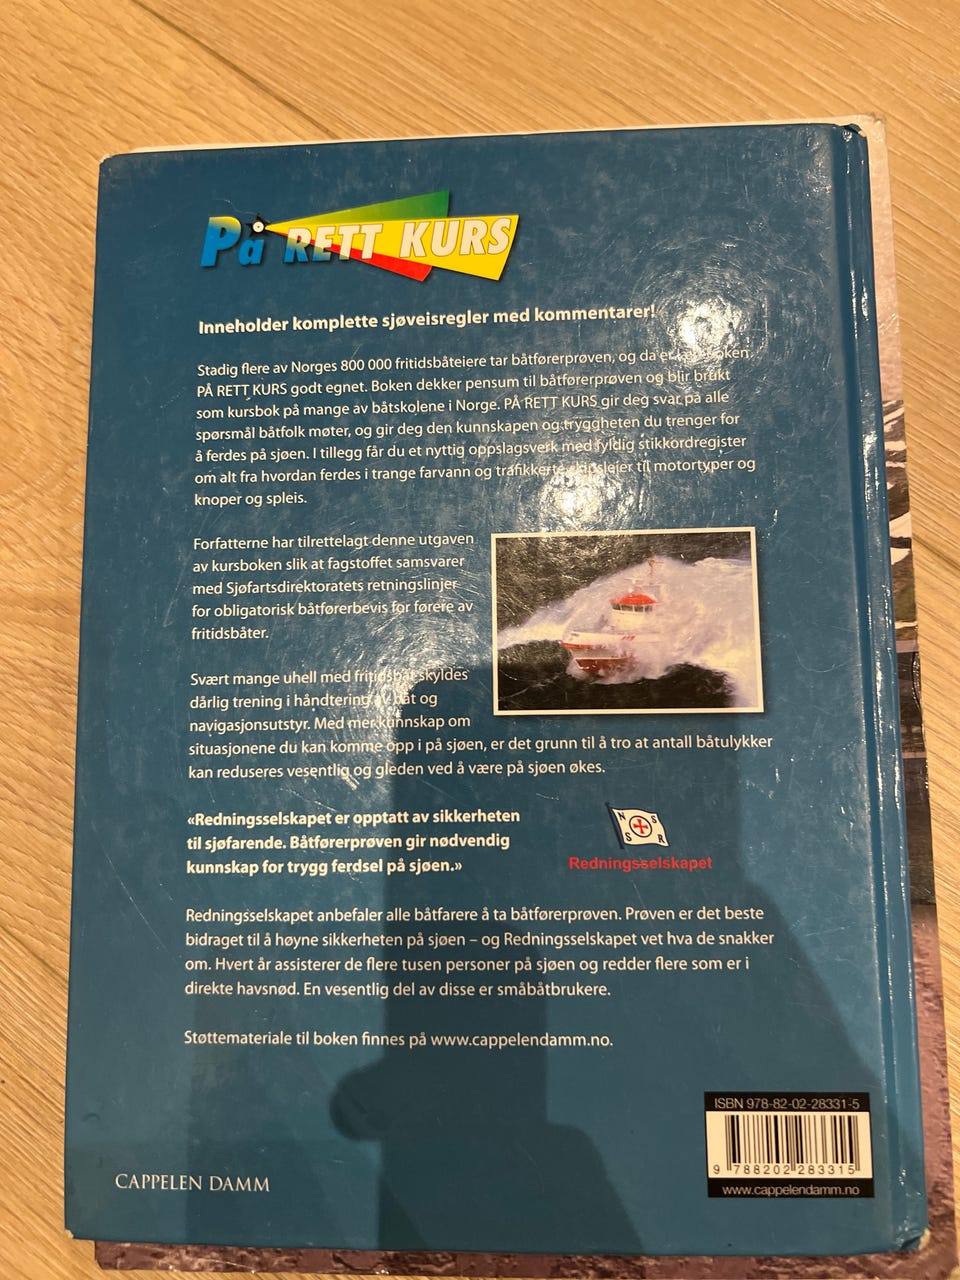 På RETT KURS
Inneholder komplette sjøveisregler med kommentarer!
Stadig flere av Norges 800 000 fritidsbåteiere tar båtførerprøven, og da er
PÅ RETT KURS godt egnet. Boken dekker pensum til båtførerprøven og blir brukt
som kursbok på mange av båtskolene i Norge. PÅ RETT KURS gir deg svar på alle
spørsmål båtfolk møter, og gir deg den kunnskapen og tryggheten du trenger for
å ferdes på sjøen. I tillegg får du et nyttig oppslagsverk med fyldig stikkordregister
om alt fra hvordan ferdes i trange farvann og trafikkerte skipsleier til motortyper og
knoper og spleis.
Forfatterne har tilrettelagt denne utgaven
av kursboken slik at fagstoffet samsvarer
med Sjøfartsdirektoratets retningslinjer
for obligatorisk båtførerbevis for førere av
fritidsbåter.
Svært mange uhell med fritidsbåt skyldes
dårlig trening i håndtering av båt og
navigasjonsutstyr. Med mer kunnskap om
situasjonene du kan komme opp i på sjøen, er det grunn til å tro at antall båtulykker
kan reduseres vesentlig og gleden ved å være på sjøen økes.
«Redningsselskapet er opptatt av sikkerheten
til sjøfarende. Båtførerprøven gir nødvendig
kunnskap for trygg ferdsel på sjøen.»
N S
S R
Redningsselskapet
Redningsselskapet anbefaler alle båtfarere å ta båtførerprøven. Prøven er det beste
bidraget til å høyne sikkerheten på sjøen – og Redningsselskapet vet hva de snakker
om. Hvert år assisterer de flere tusen personer på sjøen og redder flere som er i
direkte havsnød. En vesentlig del av disse er småbåtbrukere.
Støttemateriale til boken finnes på www.cappelendamm.no.
ISBN 978-82-02-28331-5
9 788202 283315
www.cappelendamm.no
CAPPELEN DAMM